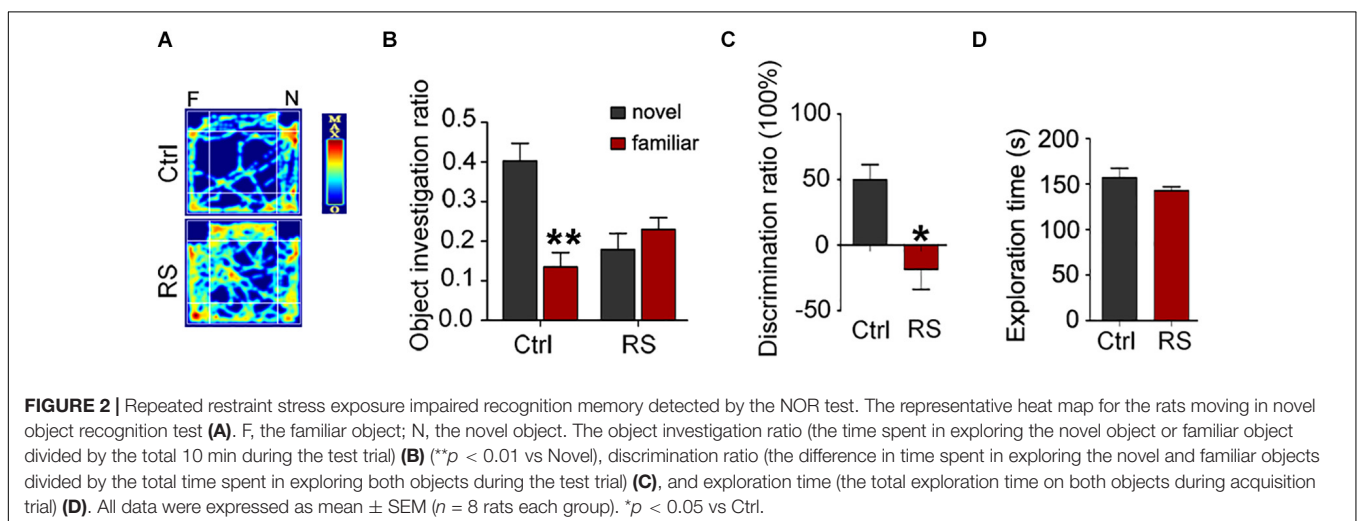 A
B
C
D
F N
Ctrl
RS
MAX
0
Object investigation ratio
0.5
0.4
0.3
0.2
0.1
0.0
novel
familiar
**
Ctrl RS
Discrimination ratio (100%)
100
50
0
-50
*
Ctrl RS
Exploration time (s)
200
150
100
50
0
Ctrl RS
FIGURE 2 | Repeated restraint stress exposure impaired recognition memory detected by the NOR test. The representative heat map for the rats moving in novel
object recognition test (A). F, the familiar object; N, the novel object. The object investigation ratio (the time spent in exploring the novel object or familiar object
divided by the total 10 min during the test trial) (B) (**p < 0.01 vs Novel), discrimination ratio (the difference in time spent in exploring the novel and familiar objects
divided by the total time spent in exploring both objects during the test trial) (C), and exploration time (the total exploration time on both objects during acquisition
trial) (D). All data were expressed as mean ± SEM (n = 8 rats each group). *p < 0.05 vs Ctrl.